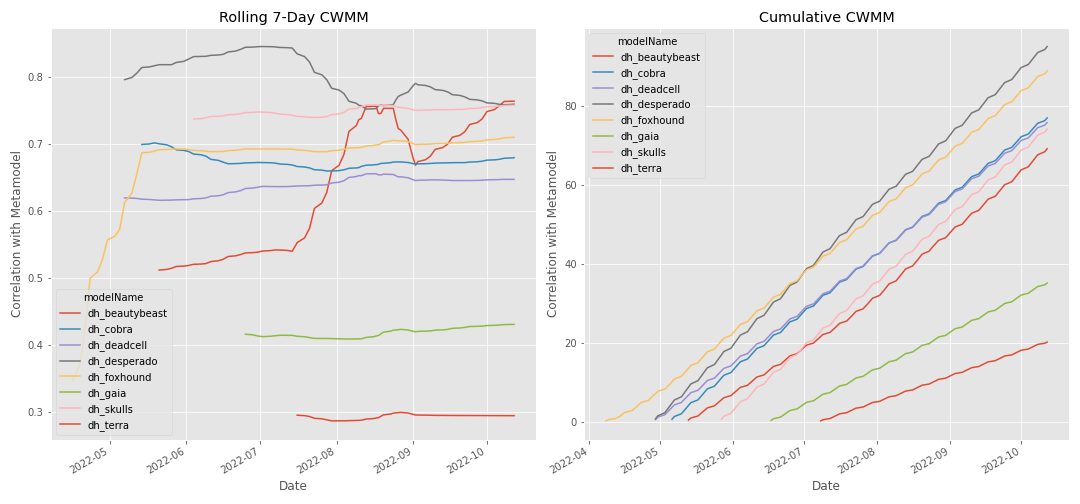 Rolling 7-Day CWMM
Correlation with Metamodel
0.8
0.7
0.6
0.5
0.4
0.3
modelName
dh_beautybeast
dh_cobra
dh_deadcell
dh_desperado
dh_foxhound
dh_gaia
dh_skulls
dh_terra
2022-05
2022-06
2022-07
2022-08
2022-09
2022-10
Date
Cumulative CWMM
Correlation with Metamodel
80
60
40
20
0
modelName
dh_beautybeast
dh_cobra
dh_deadcell
dh_desperado
dh_foxhound
dh_gaia
dh_skulls
dh_terra
2022-04
2022-05
2022-06
2022-07
2022-08
2022-09
2022-10
Date